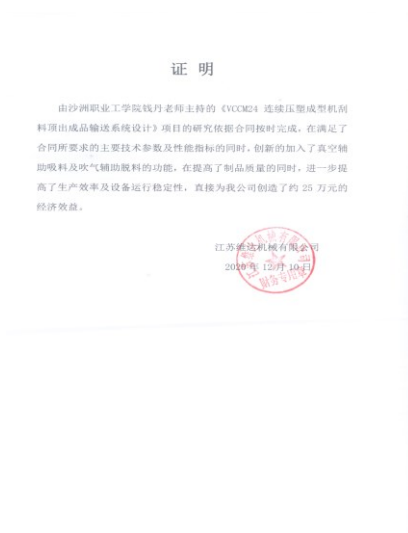 证 明
由沙洲职业工学院钱丹老师主持的《VCCM24 连续压塑成型机刮
料顶出成品输送系统设计》项目的研究依据合同按时完成，在满足了
合同所要求的主要技术参数及性能指标的同时，创新的加入了真空辅
助吸料及吹气辅助脱料的功能，在提高了制品质量的同时，进一步提
高了生产效率及设备运行稳定性，直接为我公司创造了约 25 万元的
经济效益。
江苏维达机械有限公司
2020 年 12 月 10 日